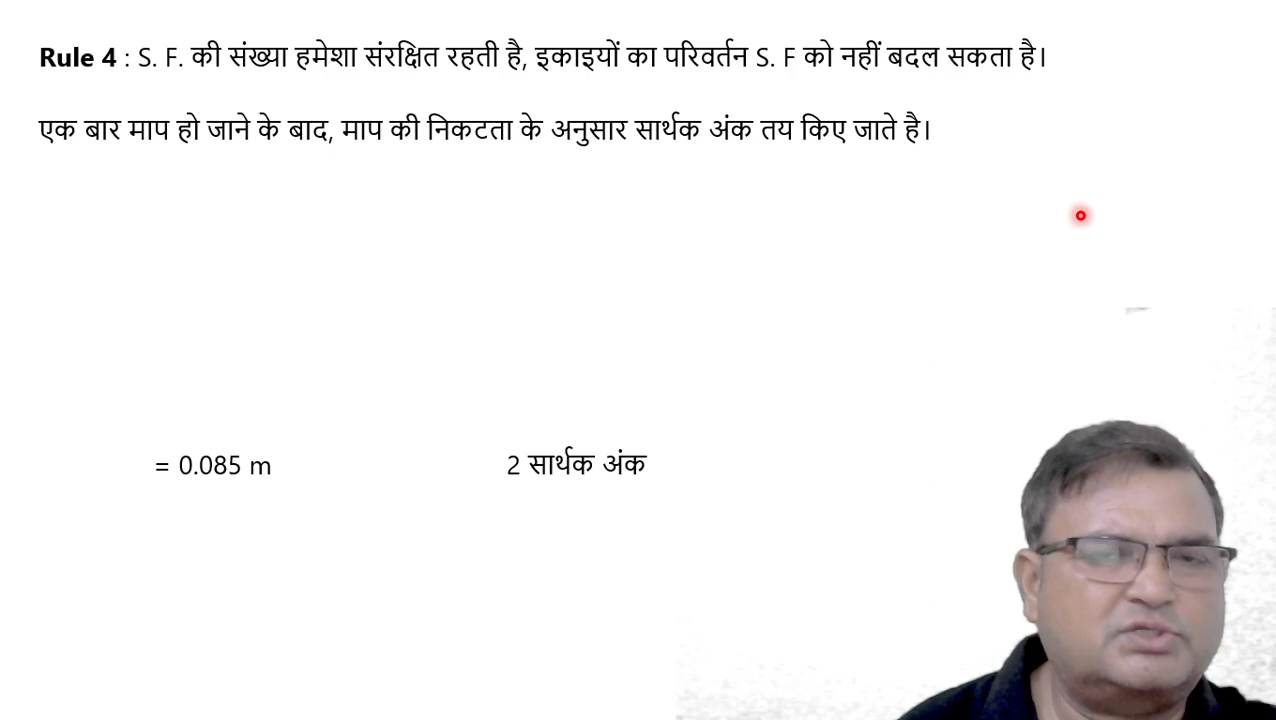 Rule 4 : S. F. की संख्या हमेशा संरक्षित रहती है, इकाइयों का परिवर्तन S. F को नहीं बदल सकता है।
एक बार माप हो जाने के बाद, माप की निकटता के अनुसार सार्थक अंक तय किए जाते है।
= 0.085 m 2 सार्थक अंक